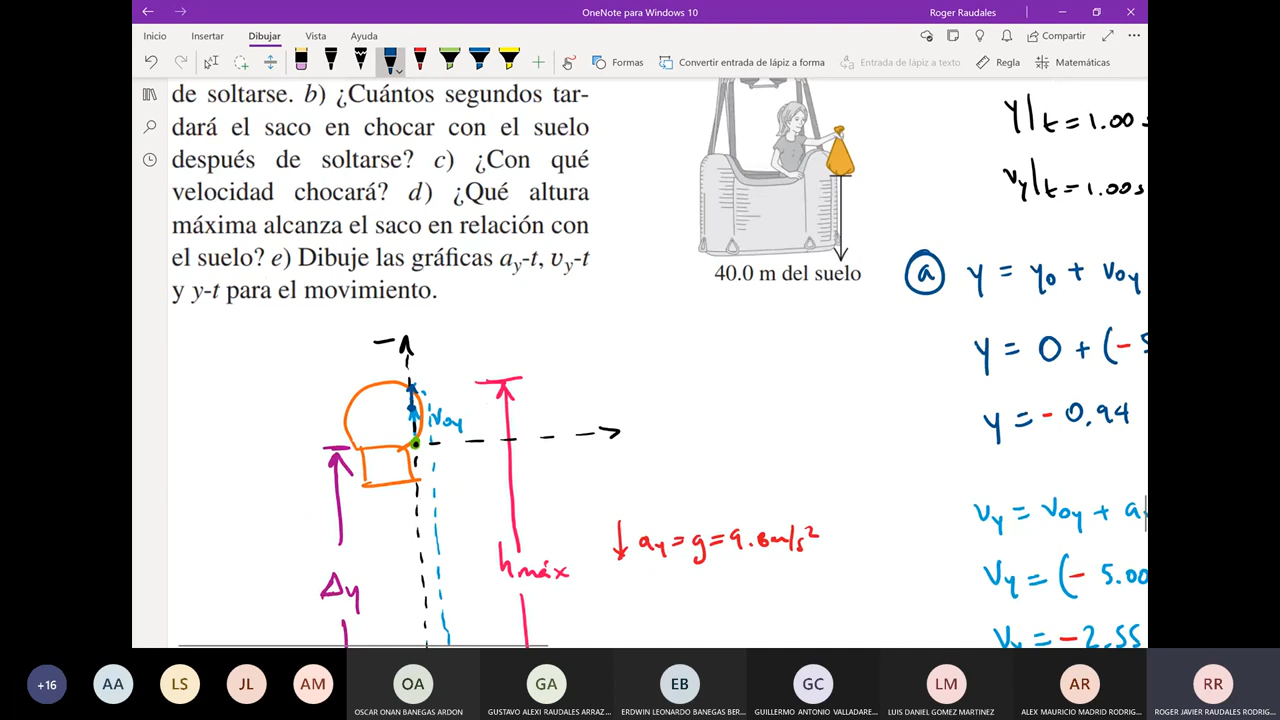 OneNote para Windows 10
Roger Raudales
Inicio
Insertar
Dibujar
Vista
Ayuda
Compartir
Formas
Convertir entrada de lápiz a forma
Entrada de lápiz a texto
Regla
Matemáticas
de soltarse. b) ¿Cuántos segundos tar-
dará el saco en chocar con el suelo
después de soltarse? c) ¿Con qué
velocidad chocará? d) ¿Qué altura
máxima alcanza el saco en relación con
el suelo? e) Dibuje las gráficas ay-t, vy-t
y y-t para el movimiento.
40.0 m del suelo
y|t = 1.00 s
vy|t = 1.00s
a y = y0 + v0y
y = 0 + (- 5
y = - 0.94
vy = v0y + ay
vy = (- 5.00
vy = -2.55
v0y
ay = g = 9.8m/s²
hmáx
Δy
+16
AA
LS
JL
AM
OA
OSCAR ONAN BANEGAS ARDON
GA
GUSTAVO ALEXI RAUDALES ARRAZ...
EB
ERDWIN LEONARDO BANEGAS BER...
GC
GUILLERMO ANTONIO VALLADARE...
LM
LUIS DANIEL GOMEZ MARTINEZ
AR
ALEX MAURICIO MADRID RODRIG...
RR
ROGER JAVIER RAUDALES RODRIG...